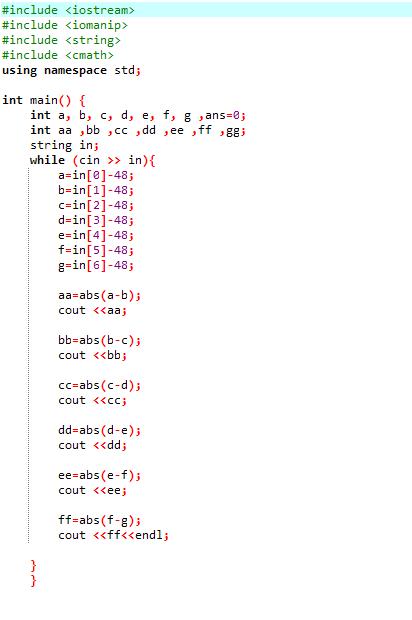 #include <iostream>
#include <iomanip>
#include <string>
#include <cmath>
using namespace std;
int main() {
int a, b, c, d, e, f, g ,ans=0;
int aa ,bb ,cc ,dd ,ee ,ff ,gg;
string in;
while (cin >> in){
a=in[0]-48;
b=in[1]-48;
c=in[2]-48;
d=in[3]-48;
e=in[4]-48;
f=in[5]-48;
g=in[6]-48;
aa=abs(a-b);
cout <<aa;
bb=abs(b-c);
cout <<bb;
cc=abs(c-d);
cout <<cc;
dd=abs(d-e);
cout <<dd;
ee=abs(e-f);
cout <<ee;
ff=abs(f-g);
cout <<ff<<endl;
}
}